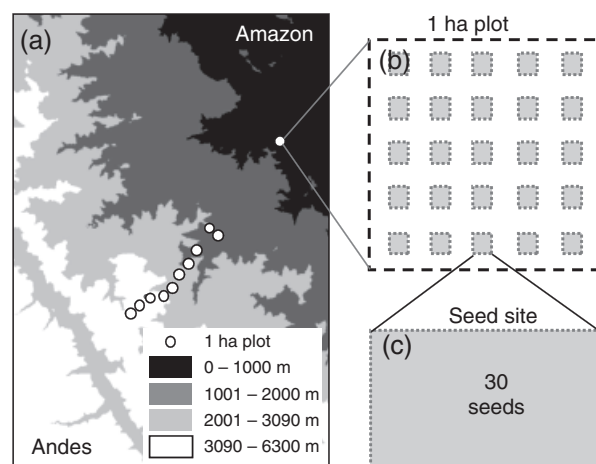 (a)
Amazon
1 ha plot
0 – 1000 m
1001 – 2000 m
2001 – 3090 m
3090 – 6300 m
Andes
1 ha plot
(b)
Seed site
(c)
30
seeds